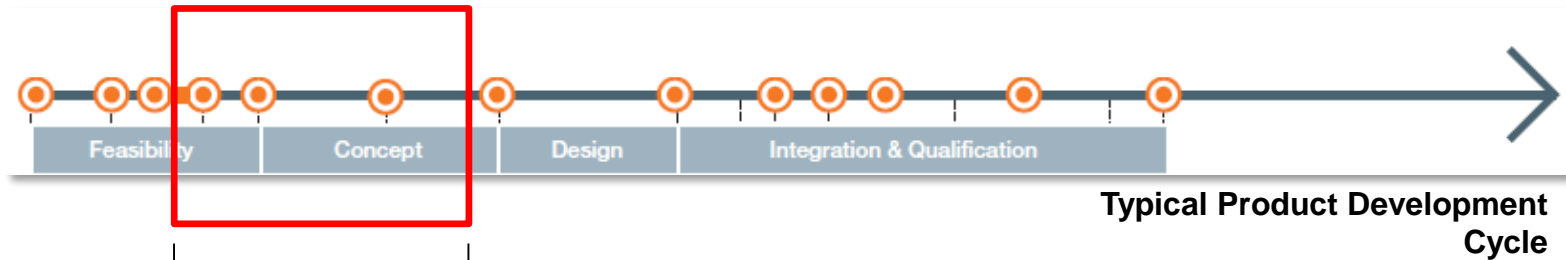 Feasibility
Concept
Design
Integration & Qualification
Typical Product Development
Cycle